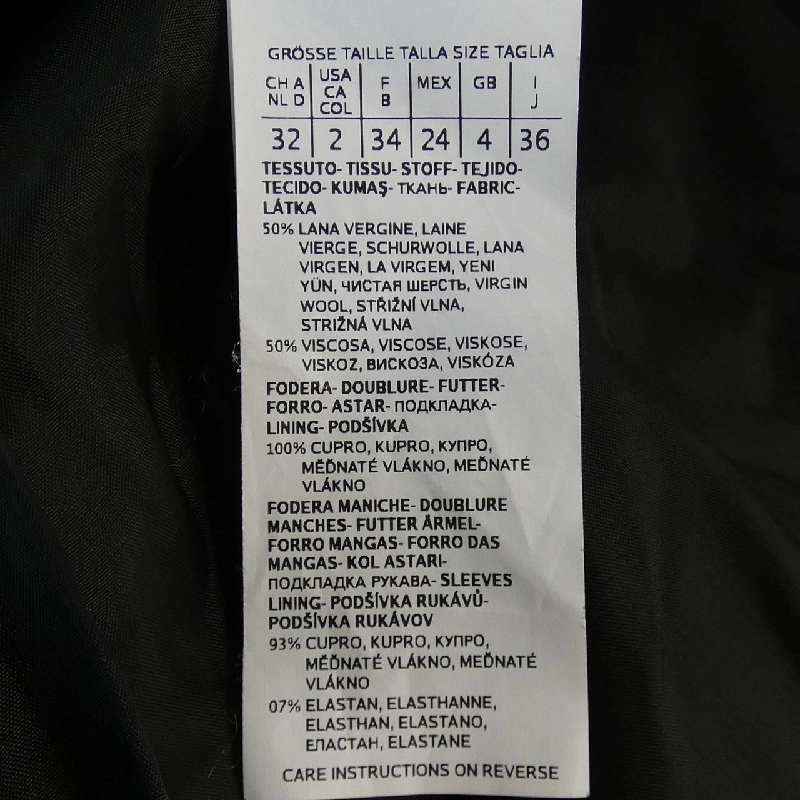 GRÖSSE TAILLE TALLA SIZE TAGLIA
CH A NL D USA CA COL F B MEX GB I J
32 2 34 24 4 36
TESSUTO- TISSU- STOFF- TEJIDO-
TECIDO- KUMAŞ- ТКАНЬ- FABRIC-
LÁTKA
50% LANA VERGINE, LAINE
VIERGE, SCHURWOLLE, LANA
VIRGEN, LA VIRGEM, YENI
YÜN, ЧИСТАЯ ШЕРСТЬ, VIRGIN
WOOL, STŘIŽNÍ VLNA,
STRIŽNÁ VLNA
50% VISCOSA, VISCOSE, VISKOSE,
VISKOZ, ВИСКОЗА, VISKÓZA
FODERA- DOUBLURE- FUTTER-
FORRO- ASTAR- ПОДКЛАДКА-
LINING- PODŠÍVKA
100% CUPRO, KUPRO, КУПРО,
MĚĎNATÉ VLÁKNO, MEĎNATÉ
VLÁKNO
FODERA MANICHE- DOUBLURE
MANCHES- FUTTER ÄRMEL-
FORRO MANGAS- FORRO DAS
MANGAS- KOL ASTARI-
ПОДКЛАДКА РУКАВА- SLEEVES
LINING- PODŠÍVKA RUKÁVŮ-
PODŠÍVKA RUKÁVOV
93% CUPRO, KUPRO, КУПРО,
MĚĎNATÉ VLÁKNO, MEĎNATÉ
VLÁKNO
07% ELASTAN, ELASTHANNE,
ELASTHAN, ELASTANO,
ЕЛАСТАН, ELASTANE
CARE INSTRUCTIONS ON REVERSE